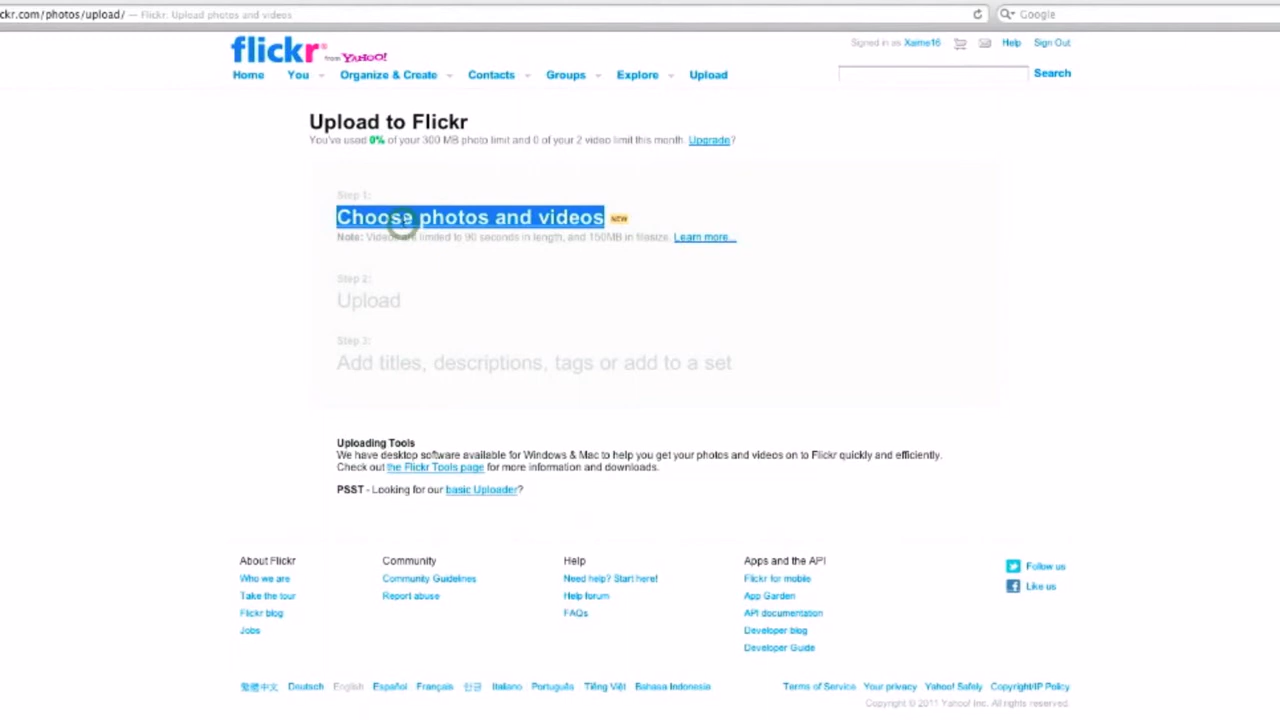 ckr.com/photos/upload/ — Flickr: Upload photos and videos
Google
flickr from YAHOO!
Signed in as Xaime16 Help Sign Out
Home You Organize & Create Contacts Groups Explore Upload
Search
Upload to Flickr
You've used 0% of your 300 MB photo limit and 0 of your 2 video limit this month. Upgrade?
Step 1:
Choose photos and videos NEW
Note: Videos are limited to 90 seconds in length, and 150MB in filesize. Learn more...
Step 2:
Upload
Step 3:
Add titles, descriptions, tags or add to a set
Uploading Tools
We have desktop software available for Windows & Mac to help you get your photos and videos on to Flickr quickly and efficiently.
Check out the Flickr Tools page for more information and downloads.
PSST - Looking for our basic Uploader?
About Flickr
Who we are
Take the tour
Flickr blog
Jobs
Community
Community Guidelines
Report abuse
Help
Need help? Start here!
Help forum
FAQs
Apps and the API
Flickr for mobile
App Garden
API documentation
Developer blog
Developer Guide
Follow us
Like us
繁體中文 Deutsch English Español Français 한글 Italiano Português Tiếng Việt Bahasa Indonesia
Terms of Service Your privacy Yahoo! Safely Copyright/IP Policy
Copyright © 2011 Yahoo! Inc. All rights reserved.